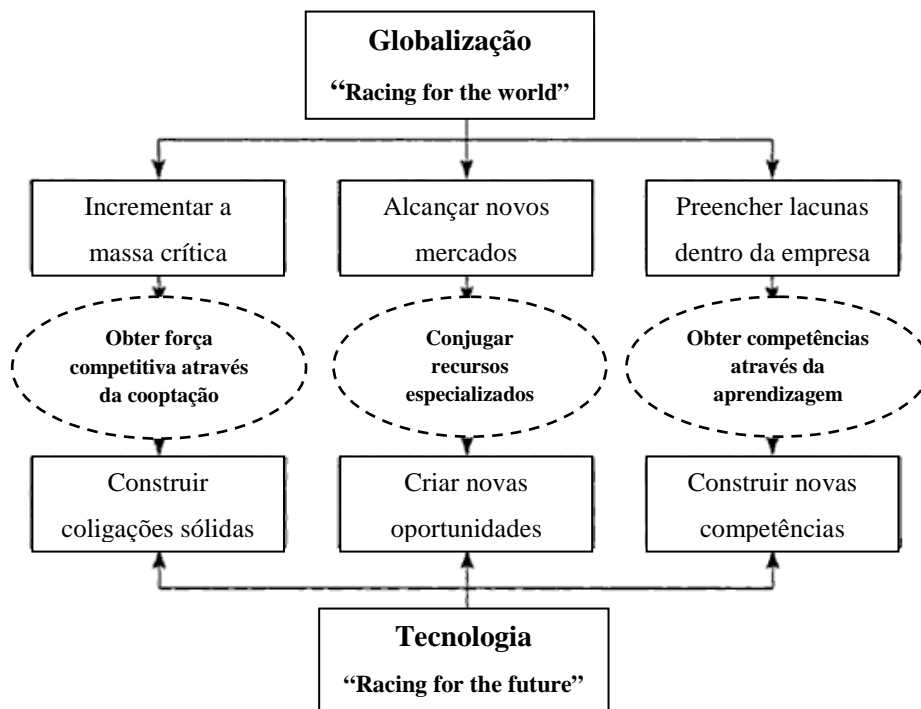 Globalização
“Racing for the world”
Incrementar a
massa crítica
Alcançar novos
mercados
Preencher lacunas
dentro da empresa
Obter força
competitiva através
da cooptação
Conjugar
recursos
especializados
Obter competências
através da
aprendizagem
Construir
coligações sólidas
Criar novas
oportunidades
Construir novas
competências
Tecnologia
“Racing for the future”